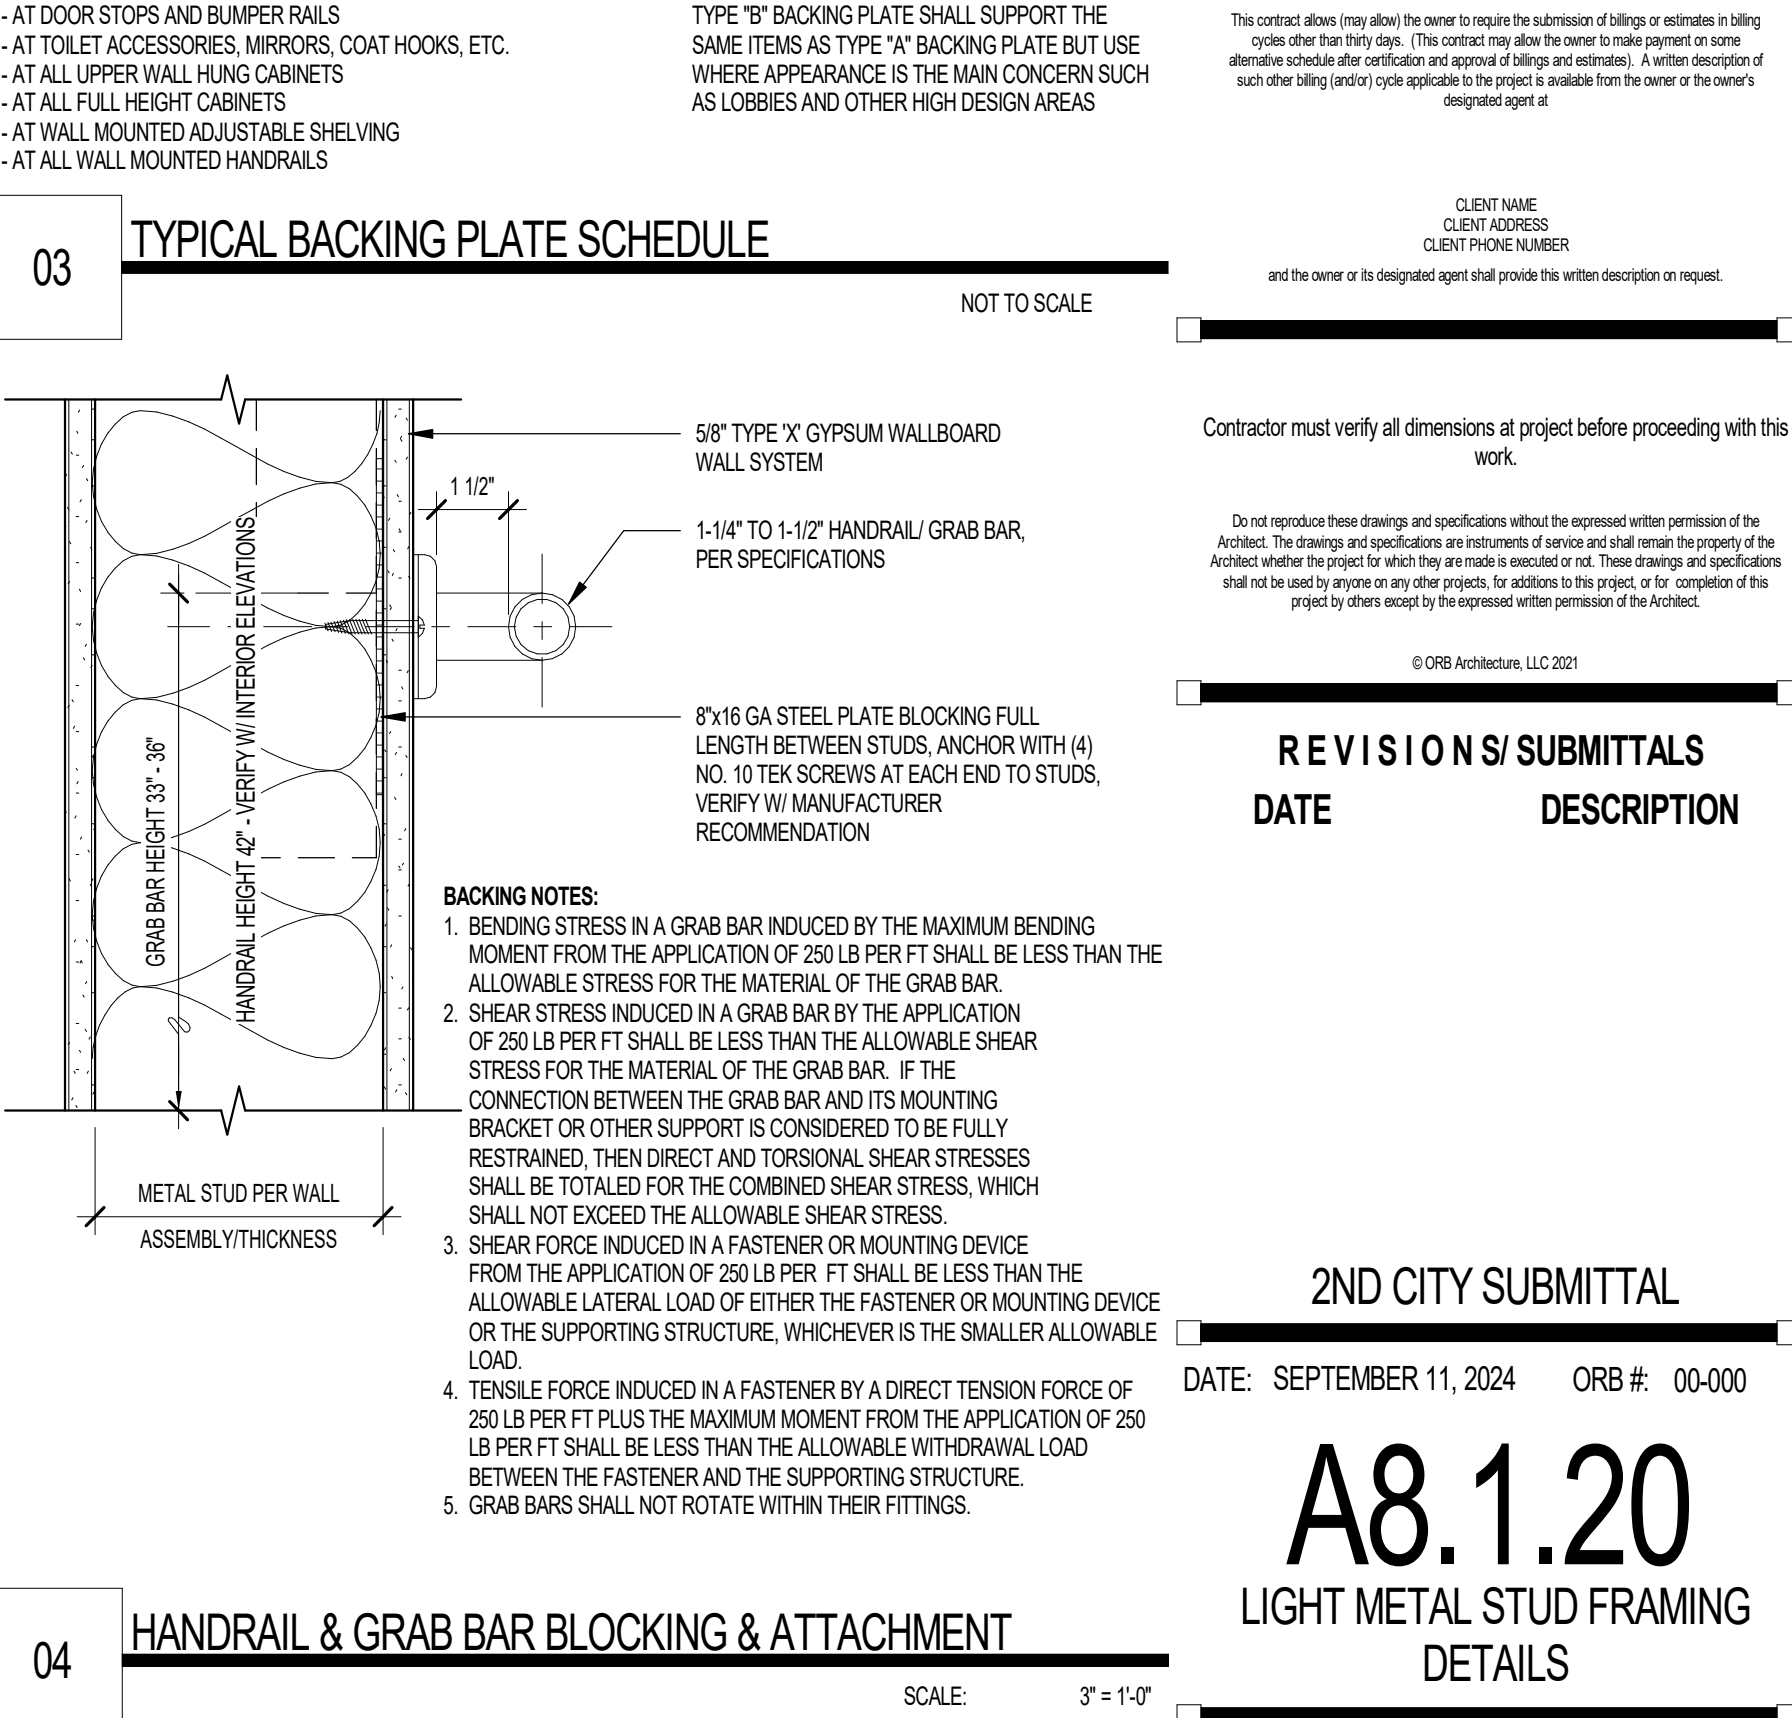 - AT DOOR STOPS AND BUMPER RAILS
- AT TOILET ACCESSORIES, MIRRORS, COAT HOOKS, ETC.
- AT ALL UPPER WALL HUNG CABINETS
- AT ALL FULL HEIGHT CABINETS
- AT WALL MOUNTED ADJUSTABLE SHELVING
- AT ALL WALL MOUNTED HANDRAILS
TYPE "B" BACKING PLATE SHALL SUPPORT THE
SAME ITEMS AS TYPE "A" BACKING PLATE BUT USE
WHERE APPEARANCE IS THE MAIN CONCERN SUCH
AS LOBBIES AND OTHER HIGH DESIGN AREAS
03
TYPICAL BACKING PLATE SCHEDULE
NOT TO SCALE
5/8" TYPE 'X' GYPSUM WALLBOARD
WALL SYSTEM
1 1/2"
1-1/4" TO 1-1/2" HANDRAIL/ GRAB BAR,
PER SPECIFICATIONS
8"x16 GA STEEL PLATE BLOCKING FULL
LENGTH BETWEEN STUDS, ANCHOR WITH (4)
NO. 10 TEK SCREWS AT EACH END TO STUDS,
VERIFY W/ MANUFACTURER
RECOMMENDATION
GRAB BAR HEIGHT 33" - 36"
HANDRAIL HEIGHT 42" - VERIFY W/ INTERIOR ELEVATIONS
METAL STUD PER WALL
ASSEMBLY/THICKNESS
BACKING NOTES:
1. BENDING STRESS IN A GRAB BAR INDUCED BY THE MAXIMUM BENDING
MOMENT FROM THE APPLICATION OF 250 LB PER FT SHALL BE LESS THAN THE
ALLOWABLE STRESS FOR THE MATERIAL OF THE GRAB BAR.
2. SHEAR STRESS INDUCED IN A GRAB BAR BY THE APPLICATION
OF 250 LB PER FT SHALL BE LESS THAN THE ALLOWABLE SHEAR
STRESS FOR THE MATERIAL OF THE GRAB BAR. IF THE
CONNECTION BETWEEN THE GRAB BAR AND ITS MOUNTING
BRACKET OR OTHER SUPPORT IS CONSIDERED TO BE FULLY
RESTRAINED, THEN DIRECT AND TORSIONAL SHEAR STRESSES
SHALL BE TOTALED FOR THE COMBINED SHEAR STRESS, WHICH
SHALL NOT EXCEED THE ALLOWABLE SHEAR STRESS.
3. SHEAR FORCE INDUCED IN A FASTENER OR MOUNTING DEVICE
FROM THE APPLICATION OF 250 LB PER FT SHALL BE LESS THAN THE
ALLOWABLE LATERAL LOAD OF EITHER THE FASTENER OR MOUNTING DEVICE
OR THE SUPPORTING STRUCTURE, WHICHEVER IS THE SMALLER ALLOWABLE
LOAD.
4. TENSILE FORCE INDUCED IN A FASTENER BY A DIRECT TENSION FORCE OF
250 LB PER FT PLUS THE MAXIMUM MOMENT FROM THE APPLICATION OF 250
LB PER FT SHALL BE LESS THAN THE ALLOWABLE WITHDRAWAL LOAD
BETWEEN THE FASTENER AND THE SUPPORTING STRUCTURE.
5. GRAB BARS SHALL NOT ROTATE WITHIN THEIR FITTINGS.
04
HANDRAIL & GRAB BAR BLOCKING & ATTACHMENT
SCALE: 3" = 1'-0"
This contract allows (may allow) the owner to require the submission of billings or estimates in billing
cycles other than thirty days. (This contract may allow the owner to make payment on some
alternative schedule after certification and approval of billings and estimates). A written description of
such other billing (and/or) cycle applicable to the project is available from the owner or the owner's
designated agent at
CLIENT NAME
CLIENT ADDRESS
CLIENT PHONE NUMBER
and the owner or its designated agent shall provide this written description on request.
Contractor must verify all dimensions at project before proceeding with this
work.
Do not reproduce these drawings and specifications without the expressed written permission of the
Architect. The drawings and specifications are instruments of service and shall remain the property of the
Architect whether the project for which they are made is executed or not. These drawings and specifications
shall not be used by anyone on any other projects, for additions to this project, or for completion of this
project by others except by the expressed written permission of the Architect.
© ORB Architecture, LLC 2021
R E V I S I O N S/ SUBMITTALS
DATE DESCRIPTION
2ND CITY SUBMITTAL
DATE: SEPTEMBER 11, 2024 ORB #: 00-000
A8.1.20
LIGHT METAL STUD FRAMING
DETAILS